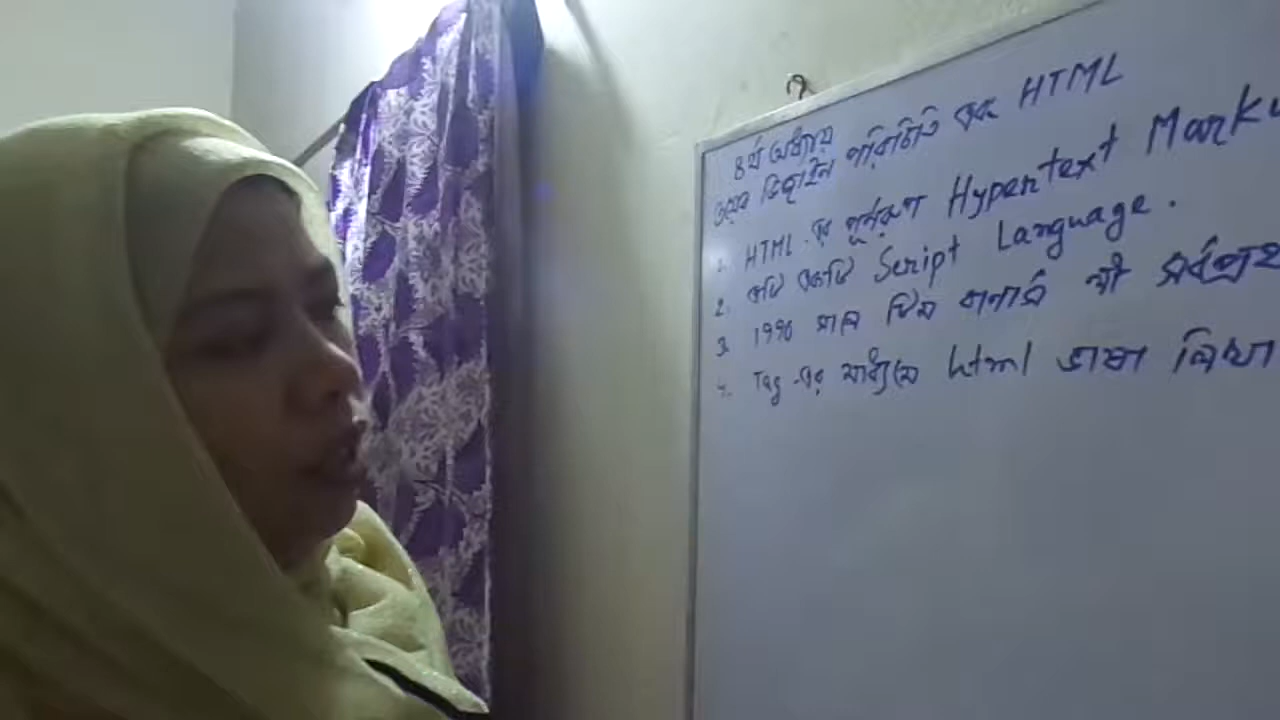 ৪র্থ অধ্যায়
ওয়েব ডিজাইন পরিচিতি এবং HTML
1. HTML এর পূর্ণরূপ Hypertext Marku
2. এটি একটি Script Language.
3. 1990 সালে টিম বার্নার্স লী সর্বপ্রথ
4. Tag -এর মাধ্যমে html ভাষা লিখা